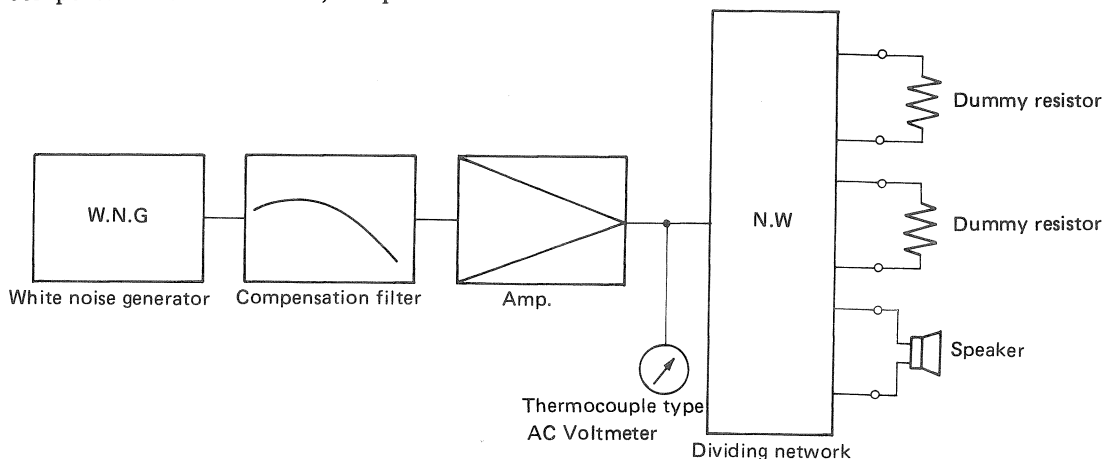 W.N.G
White noise generator
Compensation filter
Amp.
Thermocouple type
AC Voltmeter
N.W
Dividing network
Dummy resistor
Dummy resistor
Speaker